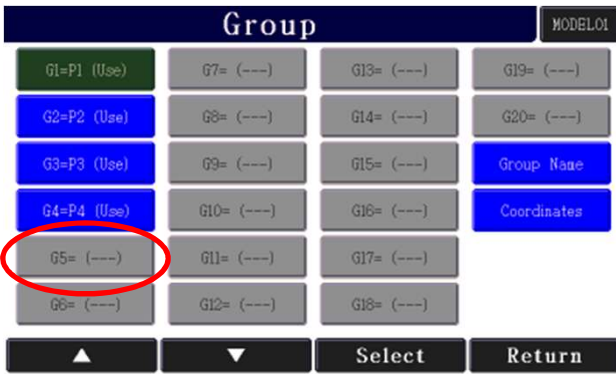 Group
MODEL01
G1=P1 (Use)
G7= (---)
G13= (---)
G19= (---)
G2=P2 (Use)
G8= (---)
G14= (---)
G20= (---)
G3=P3 (Use)
G9= (---)
G15= (---)
Group Name
G4=P4 (Use)
G10= (---)
G16= (---)
Coordinates
G5= (---)
G11= (---)
G17= (---)
G6= (---)
G12= (---)
G18= (---)
▲
▼
Select
Return